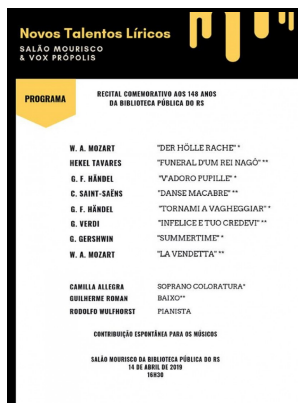 Novos Talentos Líricos
SALÃO MOURISCO
& VOX PRÓPOLIS
PROGRAMA
RECITAL COMEMORATIVO AOS 148 ANOS
DA BIBLIOTECA PÚBLICA DO RS
W. A. MOZART "DER HÖLLE RACHE" *
HEKEL TAVARES "FUNERAL D'UM REI NAGÔ" **
G. F. HÄNDEL "V'ADORO PUPILLE" *
C. SAINT-SAËNS "DANSE MACABRE" **
G. F. HÄNDEL "TORNAMI A VAGHEGGIAR" *
G. VERDI "INFELICE E TUO CREDEVI" **
G. GERSHWIN "SUMMERTIME" **
W. A. MOZART "LA VENDETTA" **
CAMILLA ALLEGRA SOPRANO COLORATURA*
GUILHERME ROMAN BAIXO**
RODOLFO WULFHORST PIANISTA
CONTRIBUIÇÃO ESPONTÂNEA PARA OS MÚSICOS
SALÃO MOURISCO DA BIBLIOTECA PÚBLICA DO RS
14 DE ABRIL DE 2019
16H30